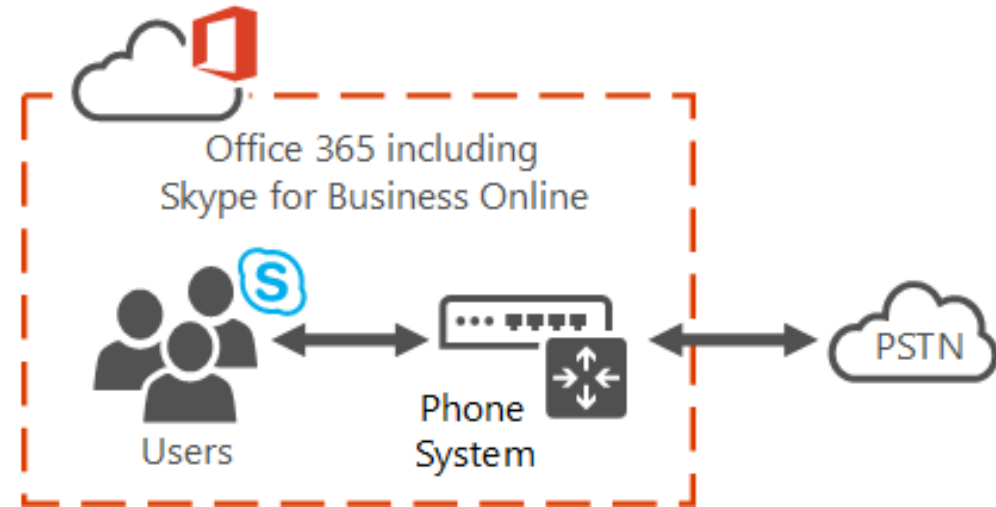 Office 365 including
Skype for Business Online
S
Users
Phone
System
PSTN